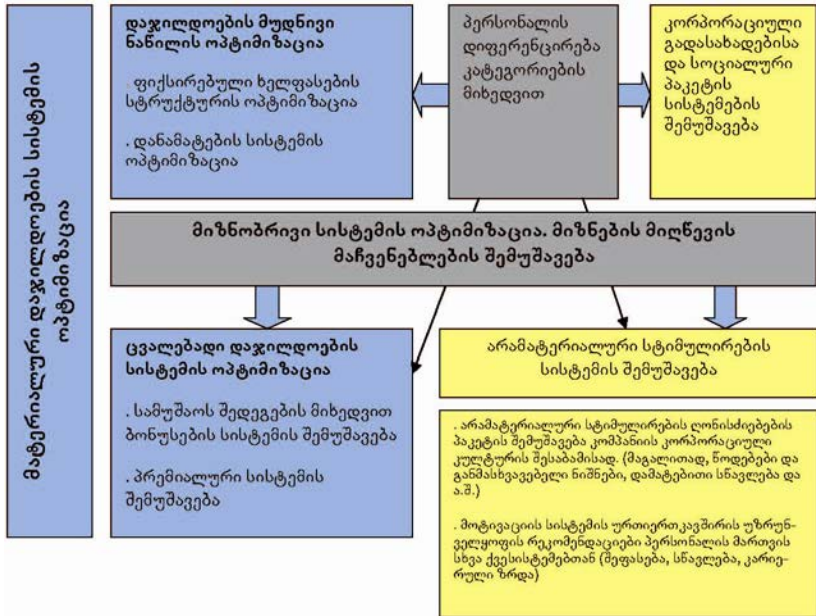 მატერიალური დაჯილდოების სისტემის
ოპტიმიზაცია
დაჯილდოების მუდნივი
ნაწილის ოპტიმიზაცია
. ფიქსირებული ხელფასების
სტრუქტურის ოპტიმიზაცია
. დანამატების სისტემის
ოპტიმიზაცია
პერსონალის
დიფერენცირება
კატეგორიების
მიხედვით
კორპორაციული
გადასახადებისა
და სოციალური
პაკეტის
სისტემების
შემუშავება
მიზნობრივი სისტემის ოპტიმიზაცია. მიზნების მიღწევის
მაჩვენებლების შემუშავება
ცვალებადი დაჯილდოების
სისტემის ოპტიმიზაცია
. სამუშაოს შედეგების მიხედვით
ბონუსების სისტემის შემუშავება
. პრემიალური სისტემის
შემუშავება
არამატერიალური სტიმულირების
სისტემის შემუშავება
. არამატერიალური სტიმულირების ღონისძიებების
პაკეტის შემუშავება კომპანიის კორპორაციული
კულტურის შესაბამისად. (მაგალითად, წოდებები და
განმასხვავებელი ნიშნები, დამატებითი სწავლება და
ა.შ.)
. მოტივაციის სისტემის ურთიერთკავშირის უზრუნ-
ველყოფის რეკომენდაციები პერსონალის მართვის
სხვა ქვესისტემებთან (შეფასება, სწავლება, კარიე-
რული ზრდა)